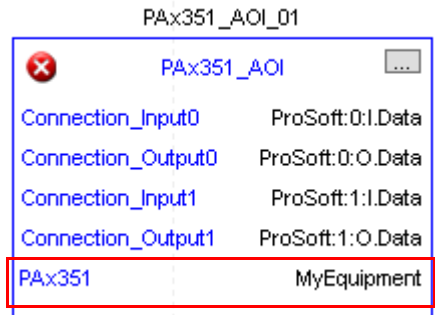 PAx351_AOI_01
PAx351_AOI ...
Connection_Input0 ProSoft:0:I.Data
Connection_Output0 ProSoft:0:O.Data
Connection_Input1 ProSoft:1:I.Data
Connection_Output1 ProSoft:1:O.Data
PAx351 MyEquipment